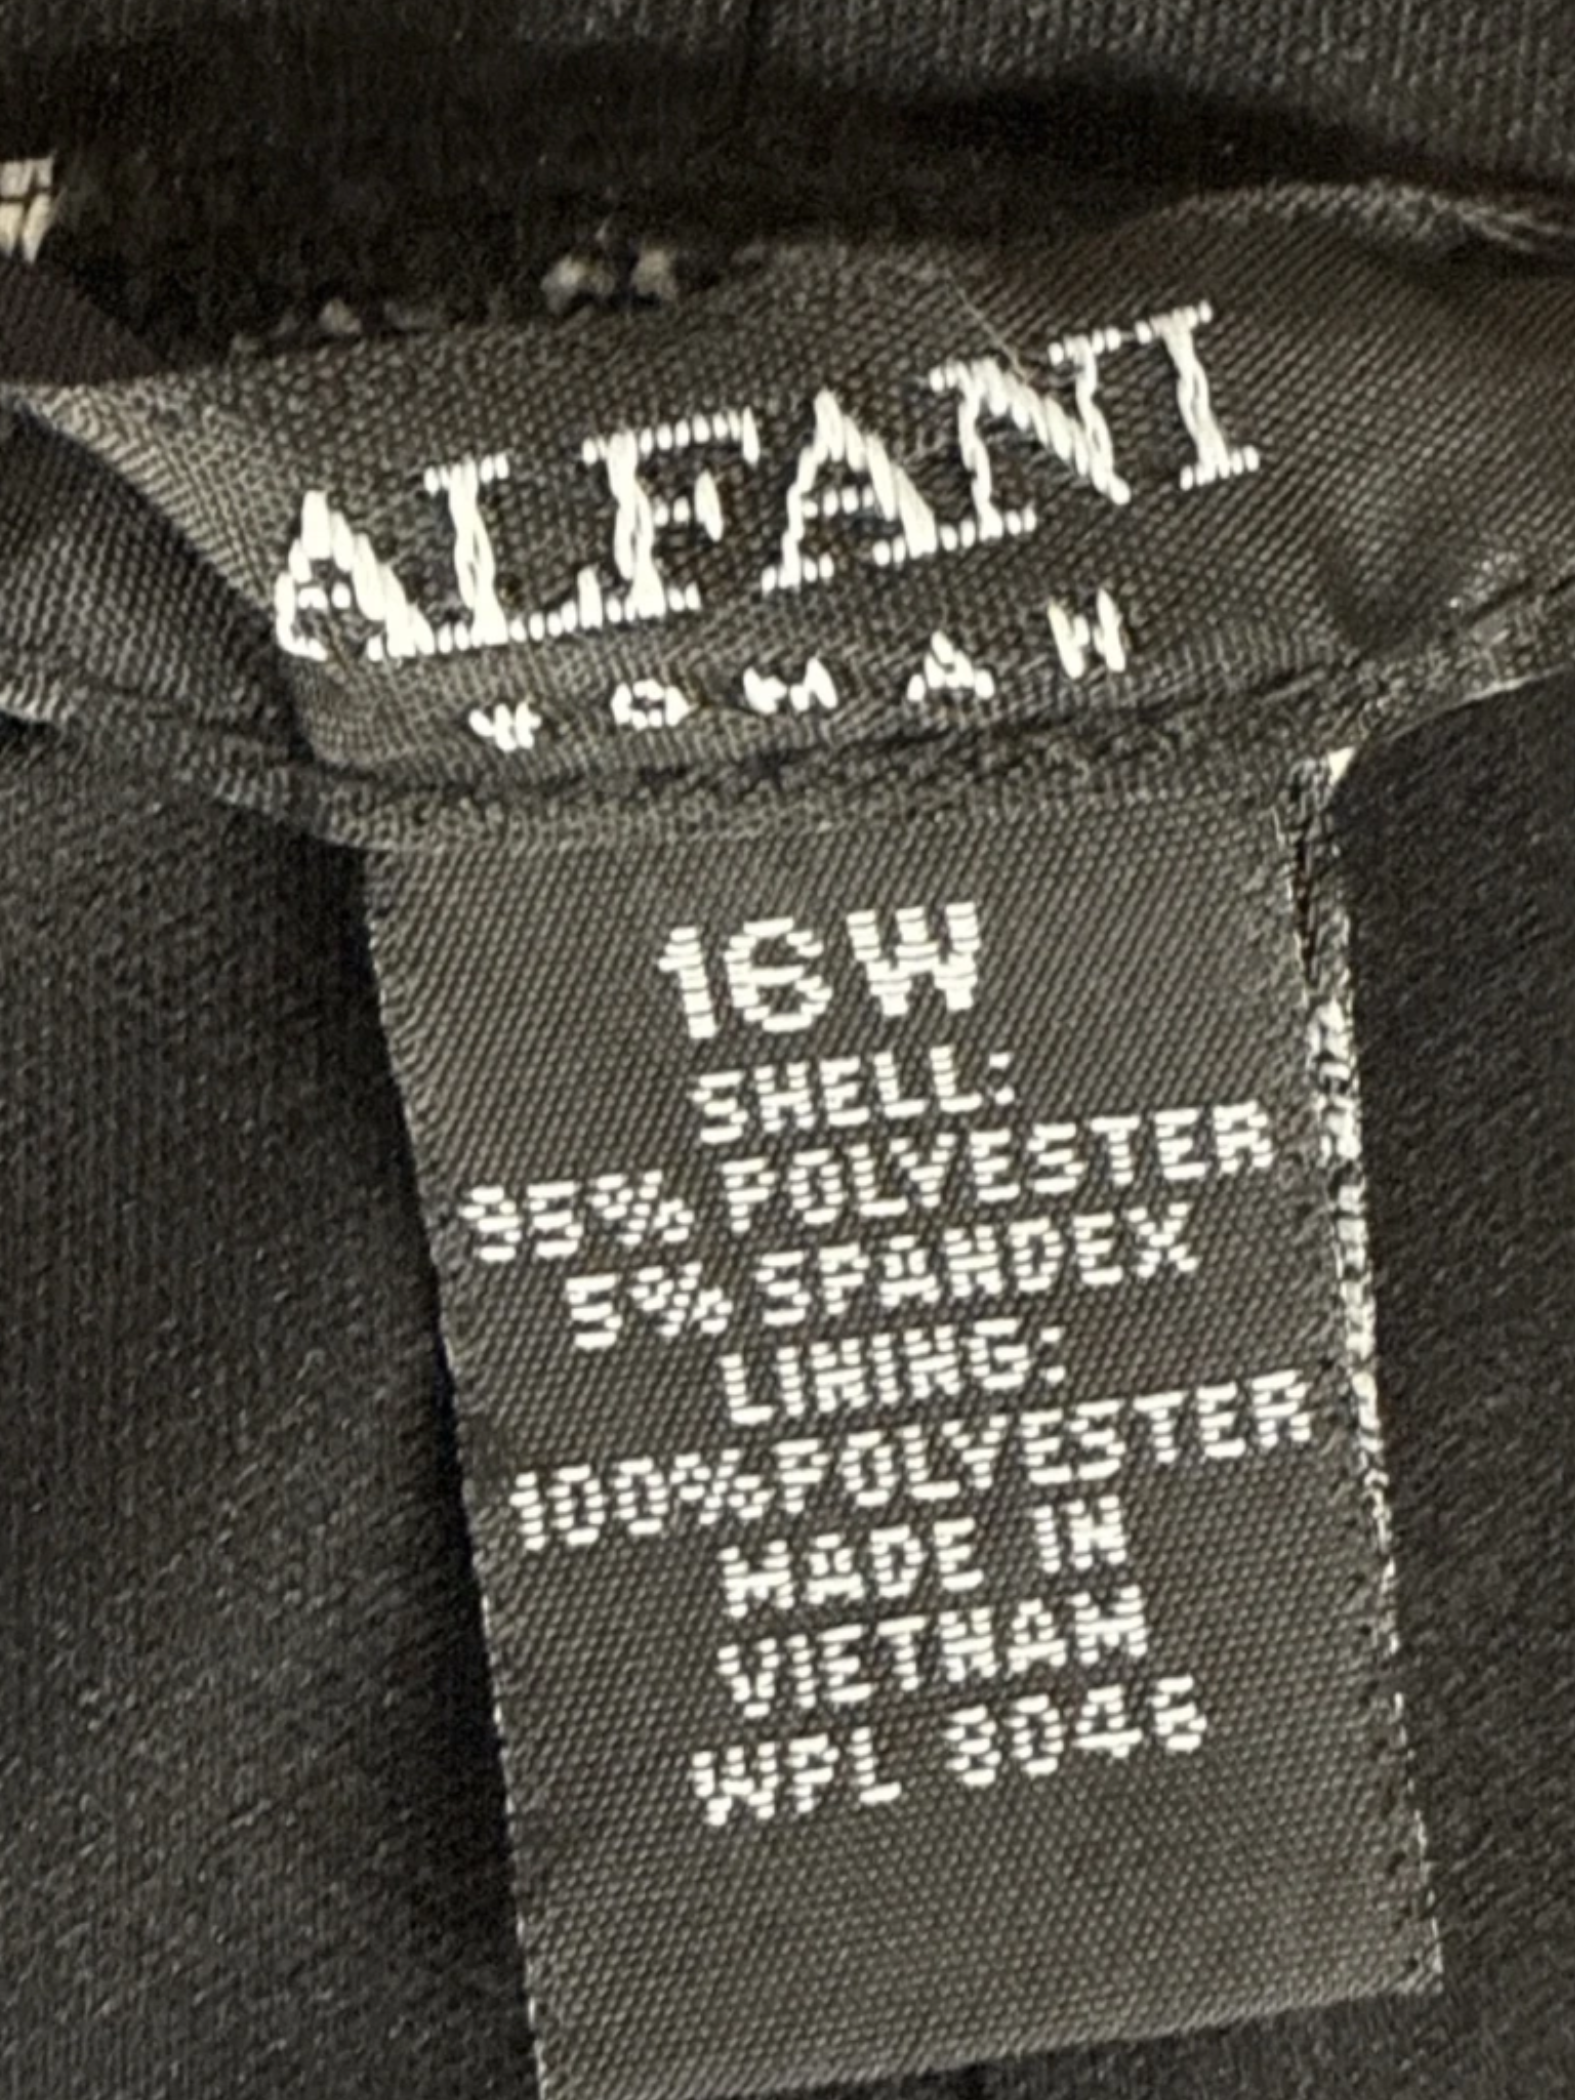 ALFANI
WOMAN
16W
SHELL:
95% POLYESTER
5% SPANDEX
LINING:
100% POLYESTER
MADE IN
VIETNAM
WPL 8046